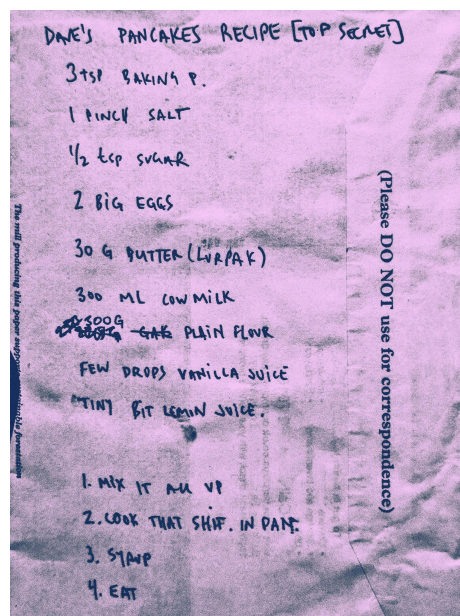 DAVE'S PANCAKES RECIPE [TOP SECRET]
3 tsp BAKING P.
1 PINCH SALT
1/2 tsp SUGAR
2 BIG EGGS
30 G BUTTER (LURPAK)
300 ML COW MILK
300G PLAIN FLOUR
FEW DROPS VANILLA JUICE
TINY BIT LEMIN JUICE.
1. MIX IT ALL UP
2. COOK THAT SHIT. IN PAN.
3. SYRUP
4. EAT
(Please DO NOT use for correspondence)
The mill producing this paper